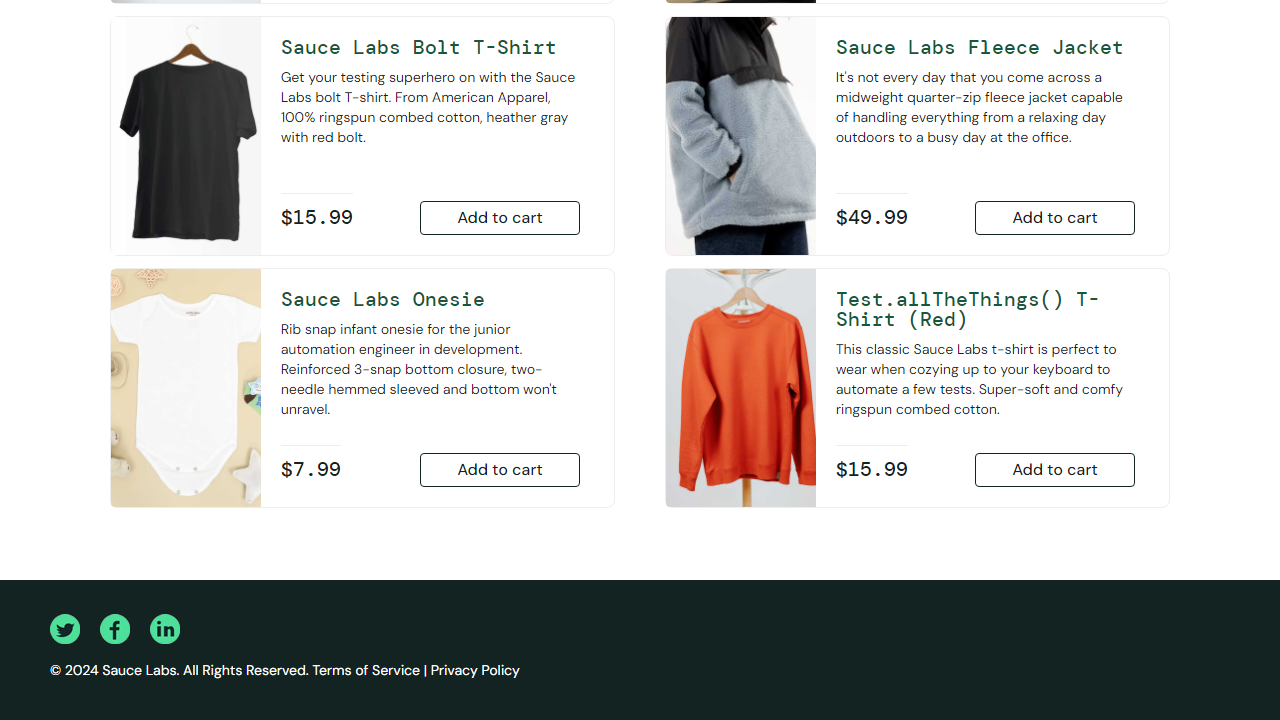 Sauce Labs Bolt T-Shirt
Get your testing superhero on with the Sauce
Labs bolt T-shirt. From American Apparel,
100% ringspun combed cotton, heather gray
with red bolt.
$15.99
Add to cart
Sauce Labs Fleece Jacket
It's not every day that you come across a
midweight quarter-zip fleece jacket capable
of handling everything from a relaxing day
outdoors to a busy day at the office.
$49.99
Add to cart
Sauce Labs Onesie
Rib snap infant onesie for the junior
automation engineer in development.
Reinforced 3-snap bottom closure, two-
needle hemmed sleeved and bottom won't
unravel.
$7.99
Add to cart
Test.allTheThings() T-
Shirt (Red)
This classic Sauce Labs t-shirt is perfect to
wear when cozying up to your keyboard to
automate a few tests. Super-soft and comfy
ringspun combed cotton.
$15.99
Add to cart
© 2024 Sauce Labs. All Rights Reserved. Terms of Service | Privacy Policy